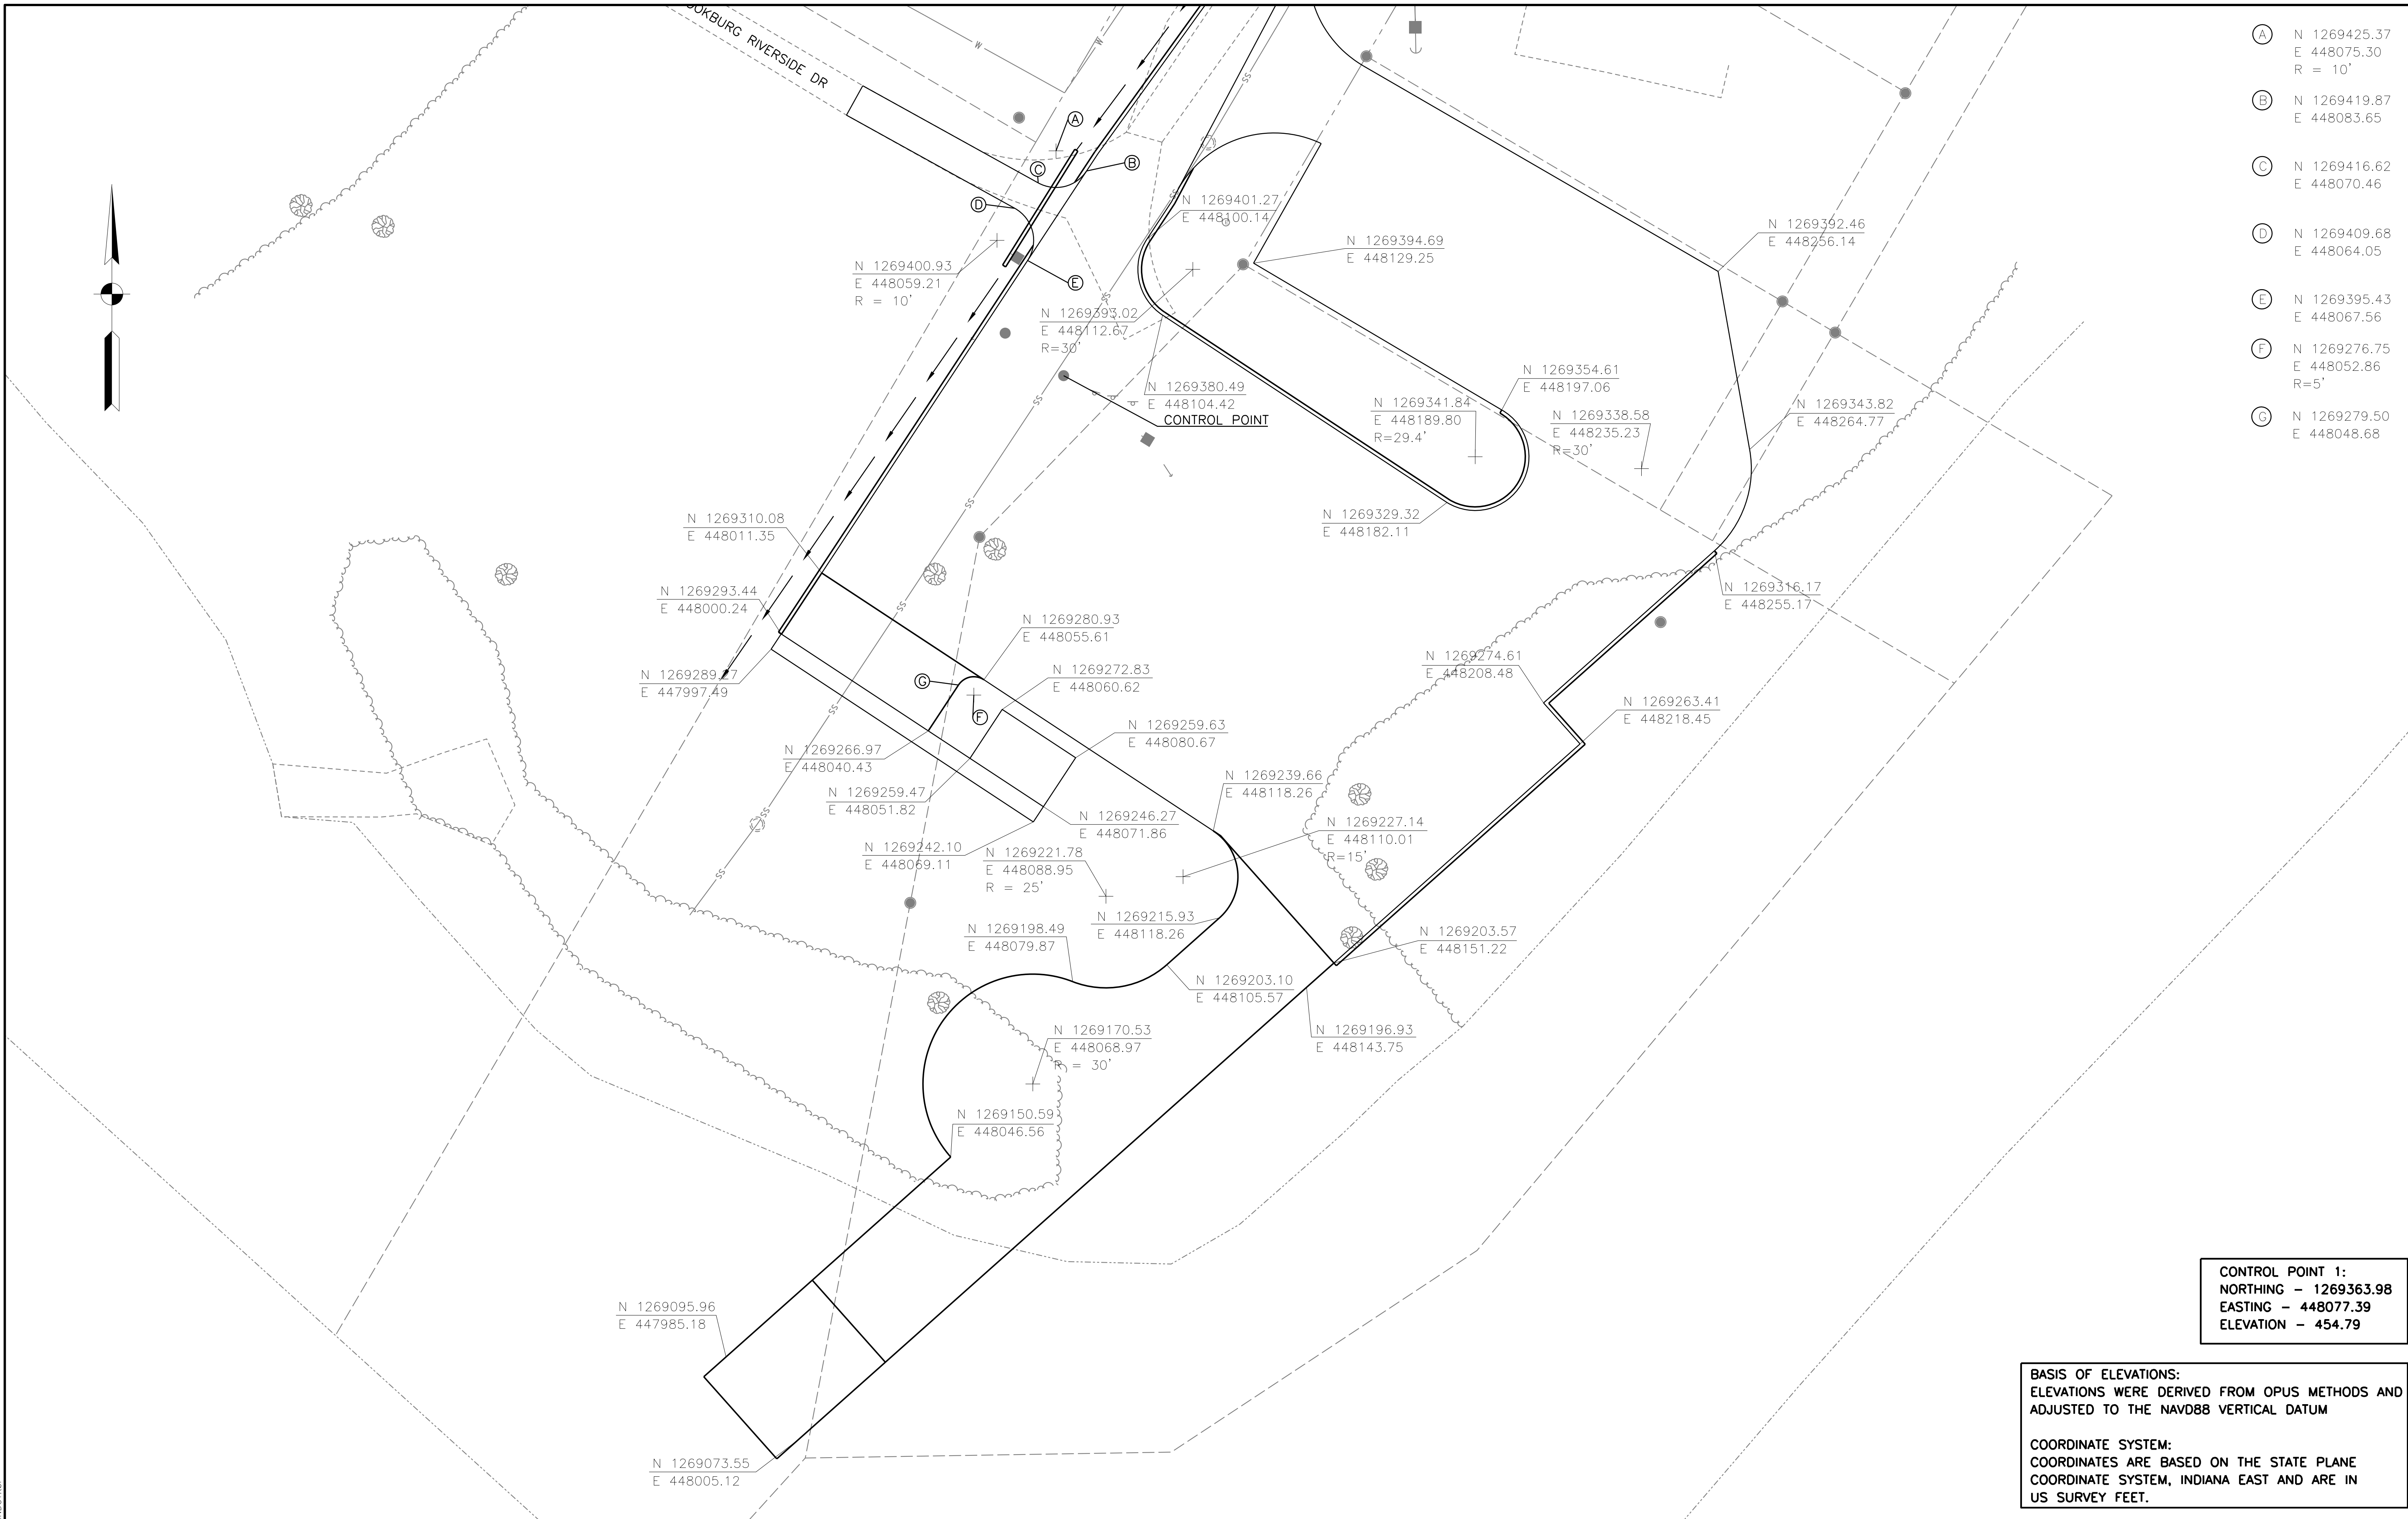 OOKBURG RIVERSIDE DR
W
W
SS
A
N 1269425.37
E 448075.30
R = 10'
B
N 1269419.87
E 448083.65
C
N 1269416.62
E 448070.46
D
N 1269409.68
E 448064.05
E
N 1269395.43
E 448067.56
F
N 1269276.75
E 448052.86
R=5'
G
N 1269279.50
E 448048.68
A
B
C
D
E
SS
N 1269401.27
E 448100.14
N 1269392.46
E 448256.14
N 1269394.69
E 448129.25
N 1269400.93
E 448059.21
R = 10'
SS
N 1269393.02
E 448112.67
R=30'
N 1269380.49
E 448104.42
CONTROL POINT
SS
N 1269354.61
E 448197.06
N 1269341.84
E 448189.80
R=29.4'
N 1269338.58
E 448235.23
R=30'
N 1269343.82
E 448264.77
SS
N 1269329.32
E 448182.11
N 1269310.08
E 448011.35
N 1269293.44
E 448000.24
SS
N 1269316.17
E 448255.17
N 1269280.93
E 448055.61
N 1269289.27
E 447997.49
G
F
N 1269272.83
E 448060.62
N 1269274.61
E 448208.48
N 1269263.41
E 448218.45
SS
N 1269259.63
E 448080.67
N 1269266.97
E 448040.43
N 1269259.47
E 448051.82
N 1269239.66
E 448118.26
SS
N 1269246.27
E 448071.86
N 1269227.14
E 448110.01
R=15'
N 1269242.10
E 448069.11
N 1269221.78
E 448088.95
R = 25'
SS
N 1269215.93
E 448118.26
N 1269198.49
E 448079.87
N 1269203.57
E 448151.22
N 1269203.10
E 448105.57
N 1269170.53
E 448068.97
R = 30'
N 1269196.93
E 448143.75
N 1269150.59
E 448046.56
N 1269095.96
E 447985.18
N 1269073.55
E 448005.12
CONTROL POINT 1:
NORTHING - 1269363.98
EASTING - 448077.39
ELEVATION - 454.79
BASIS OF ELEVATIONS:
ELEVATIONS WERE DERIVED FROM OPUS METHODS AND
ADJUSTED TO THE NAVD88 VERTICAL DATUM
COORDINATE SYSTEM:
COORDINATES ARE BASED ON THE STATE PLANE
COORDINATE SYSTEM, INDIANA EAST AND ARE IN
US SURVEY FEET.